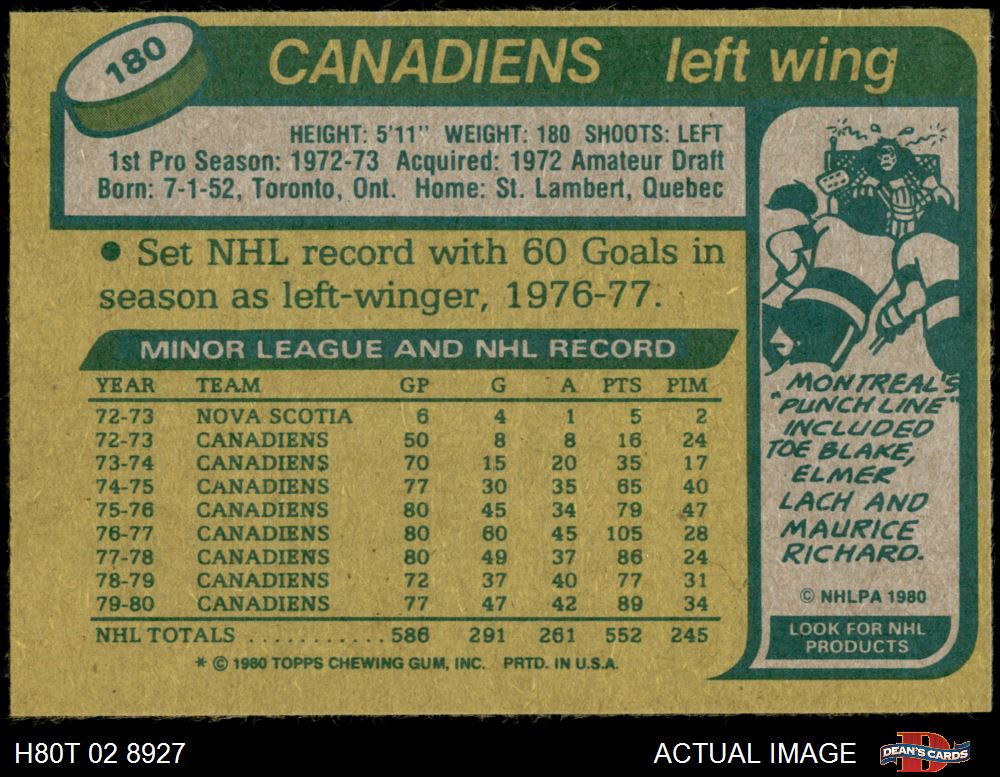 180
CANADIENS left wing
HEIGHT: 5'11" WEIGHT: 180 SHOOTS: LEFT
1st Pro Season: 1972-73 Acquired: 1972 Amateur Draft
Born: 7-1-52, Toronto, Ont. Home: St. Lambert, Quebec
• Set NHL record with 60 Goals in
season as left-winger, 1976-77.
MINOR LEAGUE AND NHL RECORD
YEAR TEAM GP G A PTS PIM
72-73 NOVA SCOTIA 6 4 1 5 2
72-73 CANADIENS 50 8 8 16 24
73-74 CANADIENS 70 15 20 35 17
74-75 CANADIENS 77 30 35 65 40
75-76 CANADIENS 80 45 34 79 47
76-77 CANADIENS 80 60 45 105 28
77-78 CANADIENS 80 49 37 86 24
78-79 CANADIENS 72 37 40 77 31
79-80 CANADIENS 77 47 42 89 34
NHL TOTALS ............ 586 291 261 552 245
* © 1980 TOPPS CHEWING GUM, INC. PRTD. IN U.S.A.
MONTREAL'S
"PUNCH LINE"
INCLUDED
TOE BLAKE,
ELMER
LACH AND
MAURICE
RICHARD.
© NHLPA 1980
LOOK FOR NHL
PRODUCTS
H80T 02 8927
ACTUAL IMAGE
DEAN'S CARDS